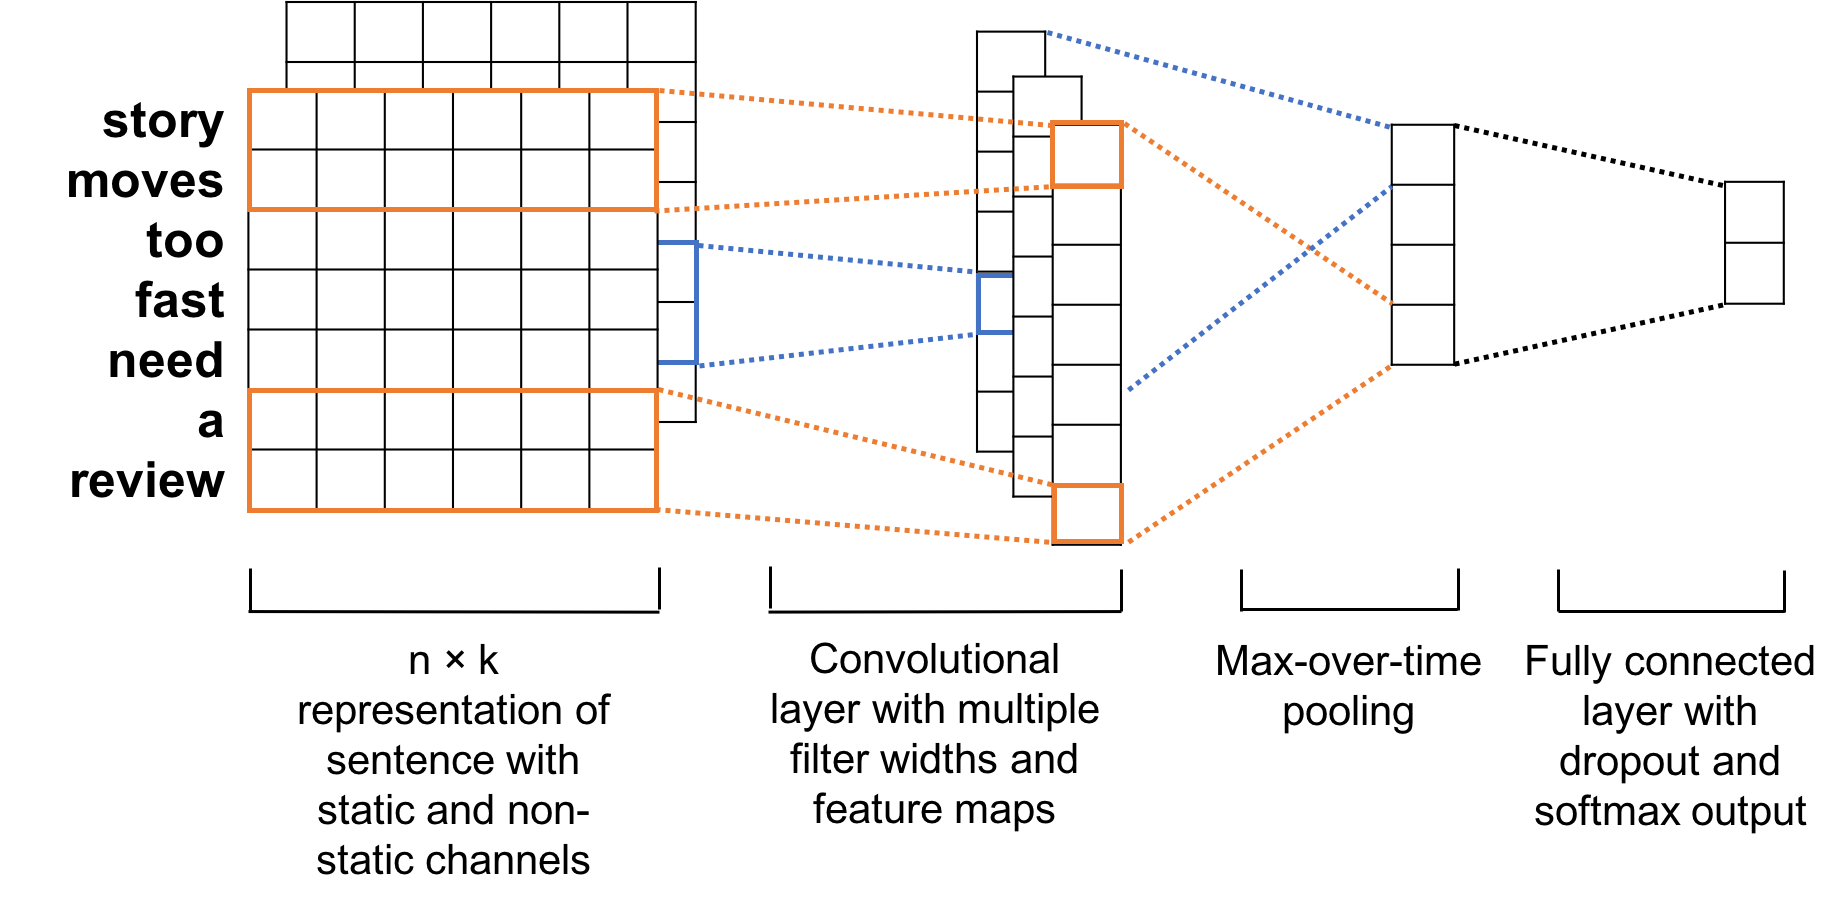 story
moves
too
fast
need
a
review
n × k
representation of
sentence with
static and non-
static channels
Convolutional
layer with multiple
filter widths and
feature maps
Max-over-time
pooling
Fully connected
layer with
dropout and
softmax output